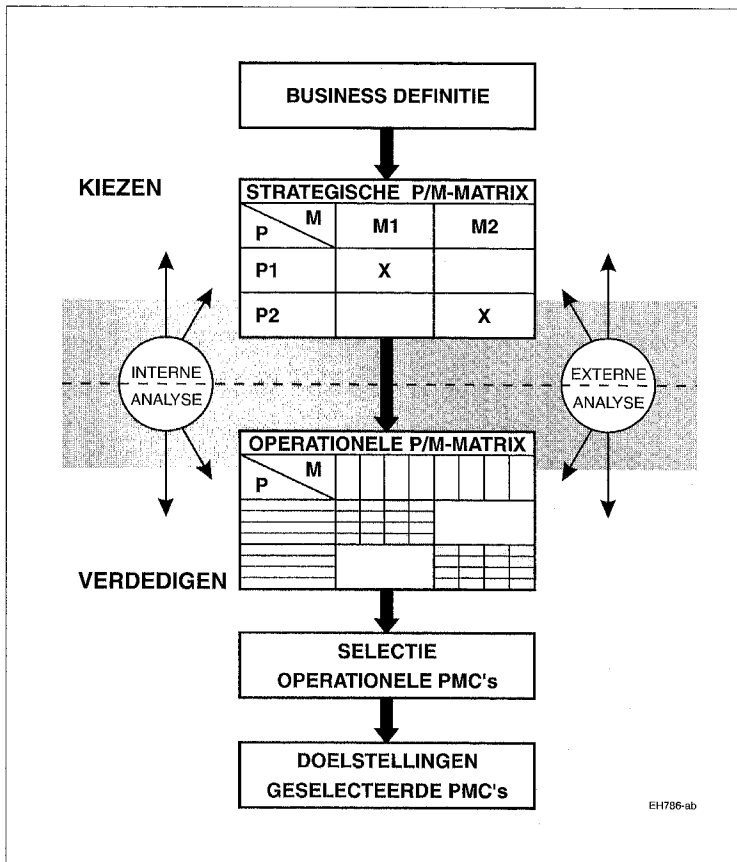 BUSINESS DEFINITIE
KIEZEN
STRATEGISCHE P/M-MATRIX
M
P
M1
M2
P1
X
P2
X
INTERNE
ANALYSE
EXTERNE
ANALYSE
OPERATIONELE P/M-MATRIX
M
P
VERDEDIGEN
SELECTIE
OPERATIONELE PMC's
DOELSTELLINGEN
GESELECTEERDE PMC's
EH786-ab